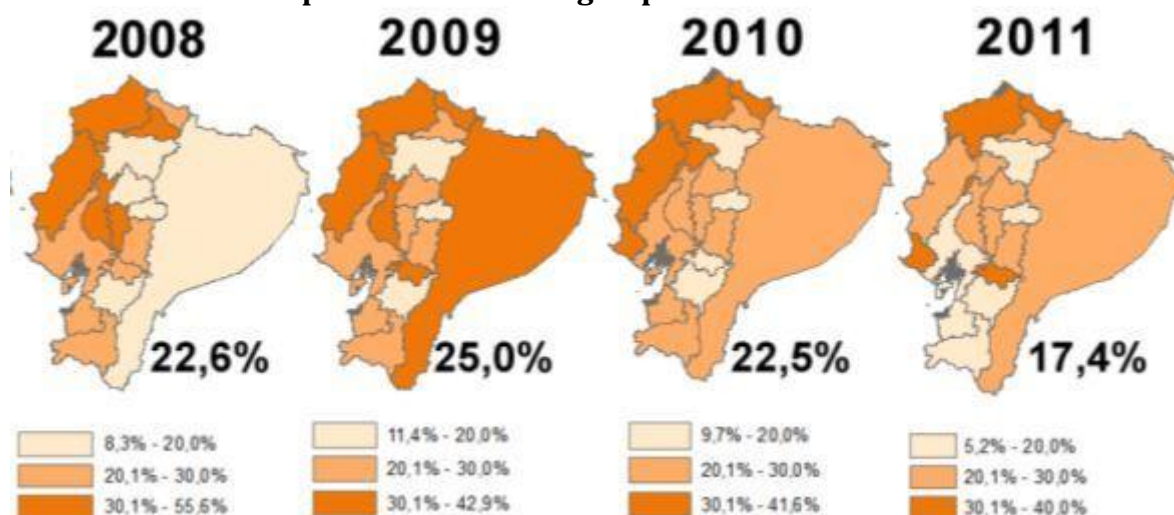 2008 2009 2010 2011
22,6% 25,0% 22,5% 17,4%
8,3% - 20,0% 11,4% - 20,0% 9,7% - 20,0% 5,2% - 20,0%
20,1% - 30,0% 20,1% - 30,0% 20,1% - 30,0% 20,1% - 30,0%
30,1% - 55,6% 30,1% - 42,9% 30,1% - 41,6% 30,1% - 40,0%